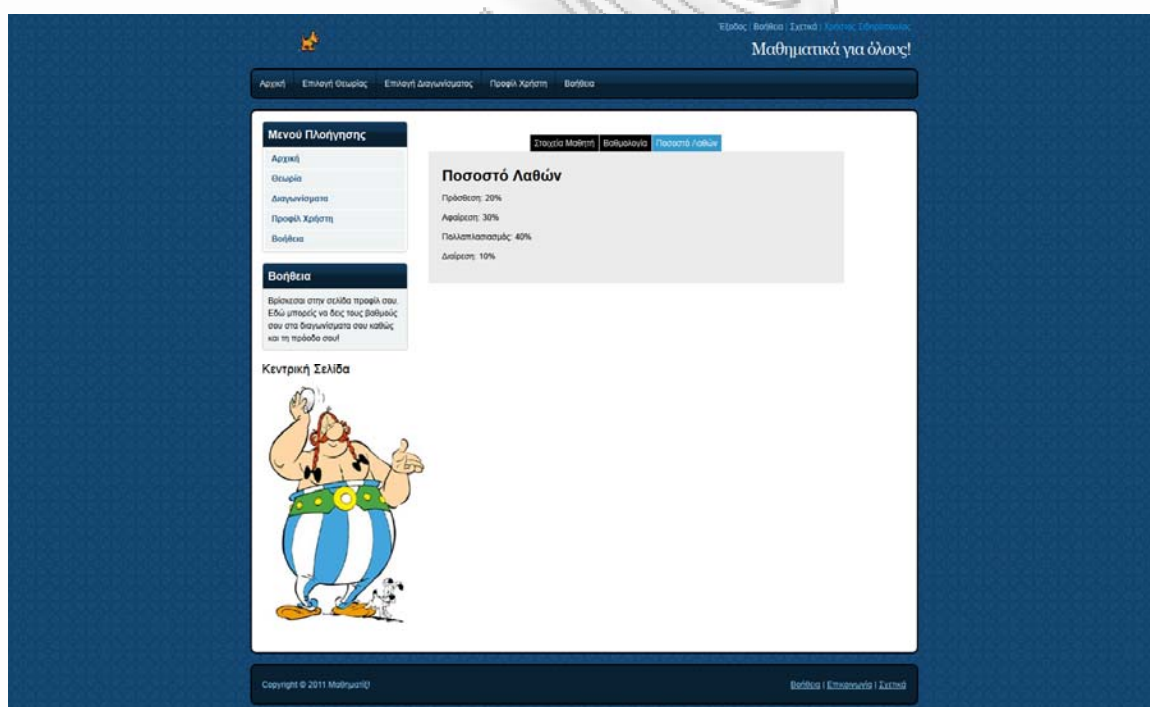 Έξοδος | Βοήθεια | Σχετικά |
Μαθηματικά για όλους!
Αρχική Επιλογή Θεωρίας Επιλογή Διαγωνίσματος Προφίλ Χρήστη Βοήθεια
Μενού Πλοήγησης
Αρχική
Θεωρία
Διαγωνίσματα
Προφίλ Χρήστη
Βοήθεια
Στοιχεία Μαθητή Βαθμολογία Ποσοστό Λαθών
Ποσοστό Λαθών
Πρόσθεση: 20%
Αφαίρεση: 30%
Πολλαπλασιασμός: 40%
Διαίρεση: 10%
Βοήθεια
Βρίσκεσαι στην σελίδα προφίλ σου.
Εδώ μπορείς να δεις τους βαθμούς
σου στα διαγωνίσματα σου καθώς
και τη πρόοδο σου!
Κεντρική Σελίδα
Copyright © 2011 Μαθηματίζ!
Βοήθεια | Επικοινωνία | Σχετικά